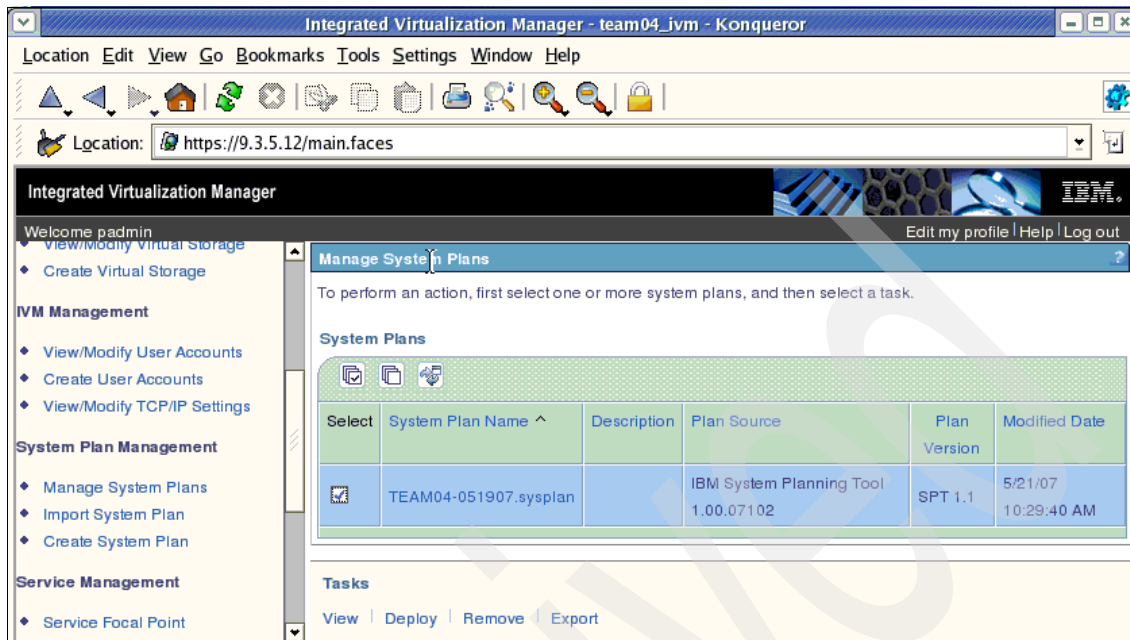 Integrated Virtualization Manager - team04_ivm - Konqueror
Location Edit View Go Bookmarks Tools Settings Window Help
Location: https://9.3.5.12/main.faces
Integrated Virtualization Manager
IBM.
Welcome padmin
Edit my profile | Help | Log out
View/Modify Virtual Storage
Create Virtual Storage
IVM Management
View/Modify User Accounts
Create User Accounts
View/Modify TCP/IP Settings
System Plan Management
Manage System Plans
Import System Plan
Create System Plan
Service Management
Service Focal Point
Manage System Plans
?
To perform an action, first select one or more system plans, and then select a task.
System Plans
Select System Plan Name ^ Description Plan Source Plan Version Modified Date
TEAM04-051907.sysplan IBM System Planning Tool 1.00.07102 SPT 1.1 5/21/07 10:29:40 AM
Tasks
View | Deploy | Remove | Export